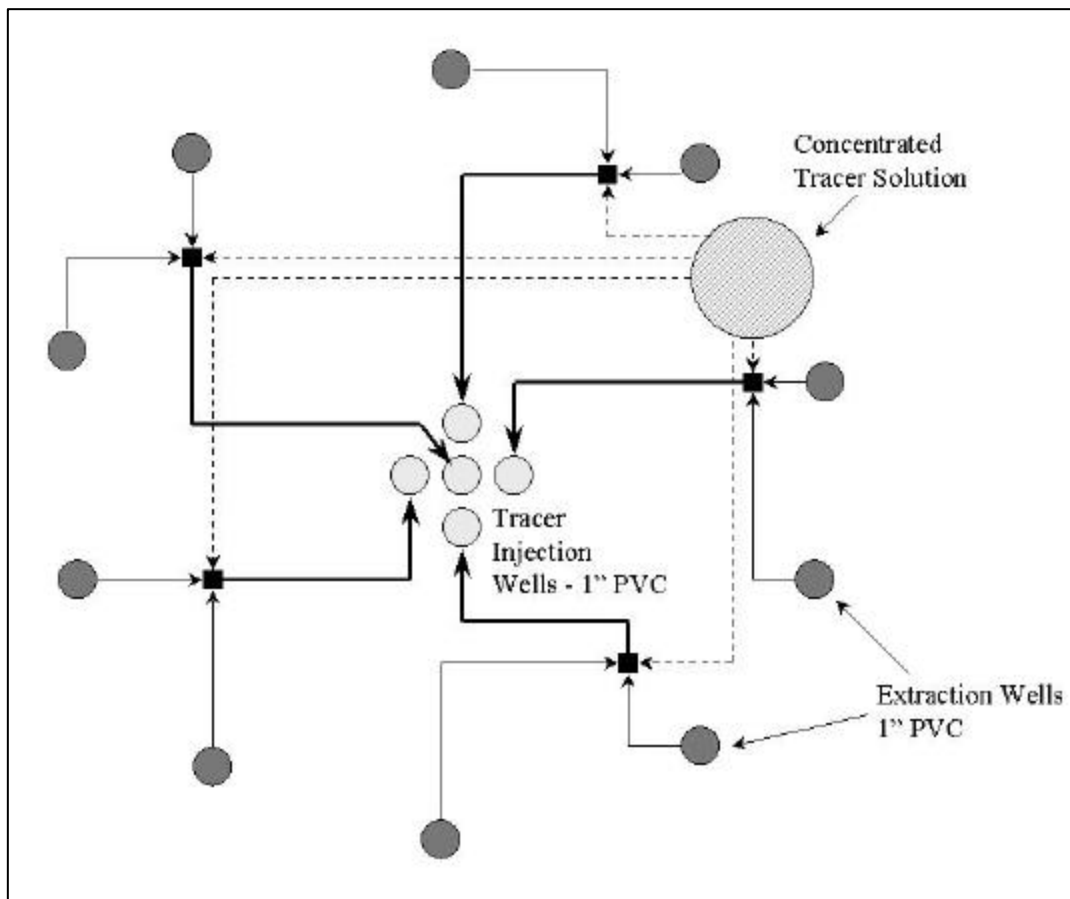 Concentrated
Tracer Solution
Tracer
Injection
Wells - 1” PVC
Extraction Wells
1” PVC